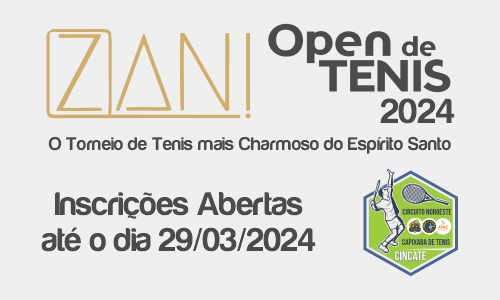 ZANI
Open de
TENIS
2024
O Torneio de Tenis mais Charmoso do Espírito Santo
Inscrições Abertas
até o dia 29/03/2024
CIRCUITO NOROESTE
CAPIXABA DE TENIS
CINCATE